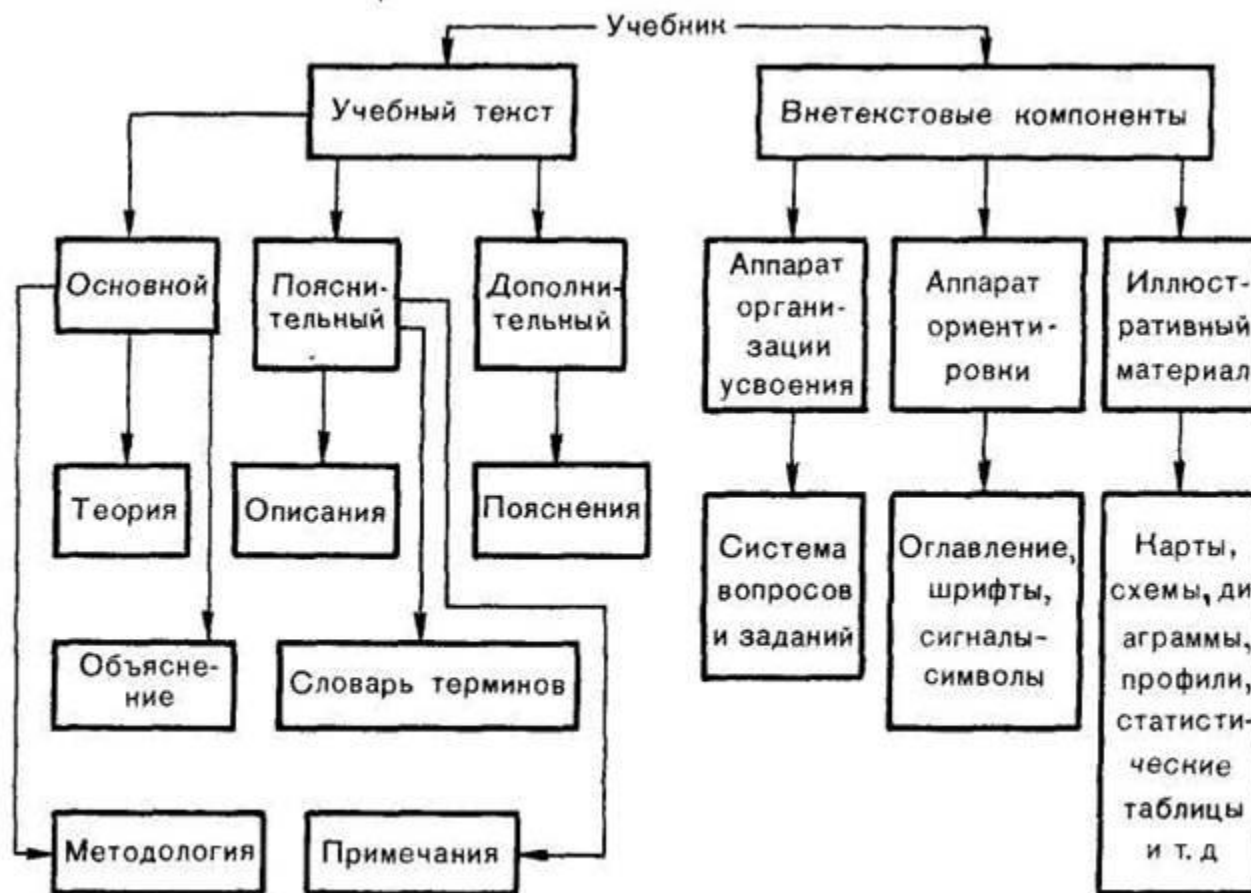 Учебник
Учебный текст
Внетекстовые компоненты
Основной
Поясни-
тельный
Дополни-
тельный
Аппарат
органи-
зации
усвоения
Аппарат
ориенти-
ровки
Иллюст-
ративный
материал
Теория
Описания
Пояснения
Система
вопросов
и заданий
Оглавление,
шрифты,
сигналы-
символы
Карты,
схемы, ди
аграммы,
профили,
статисти-
ческие
таблицы
и т. д
Объясне-
ние
Словарь терминов
Методология
Примечания